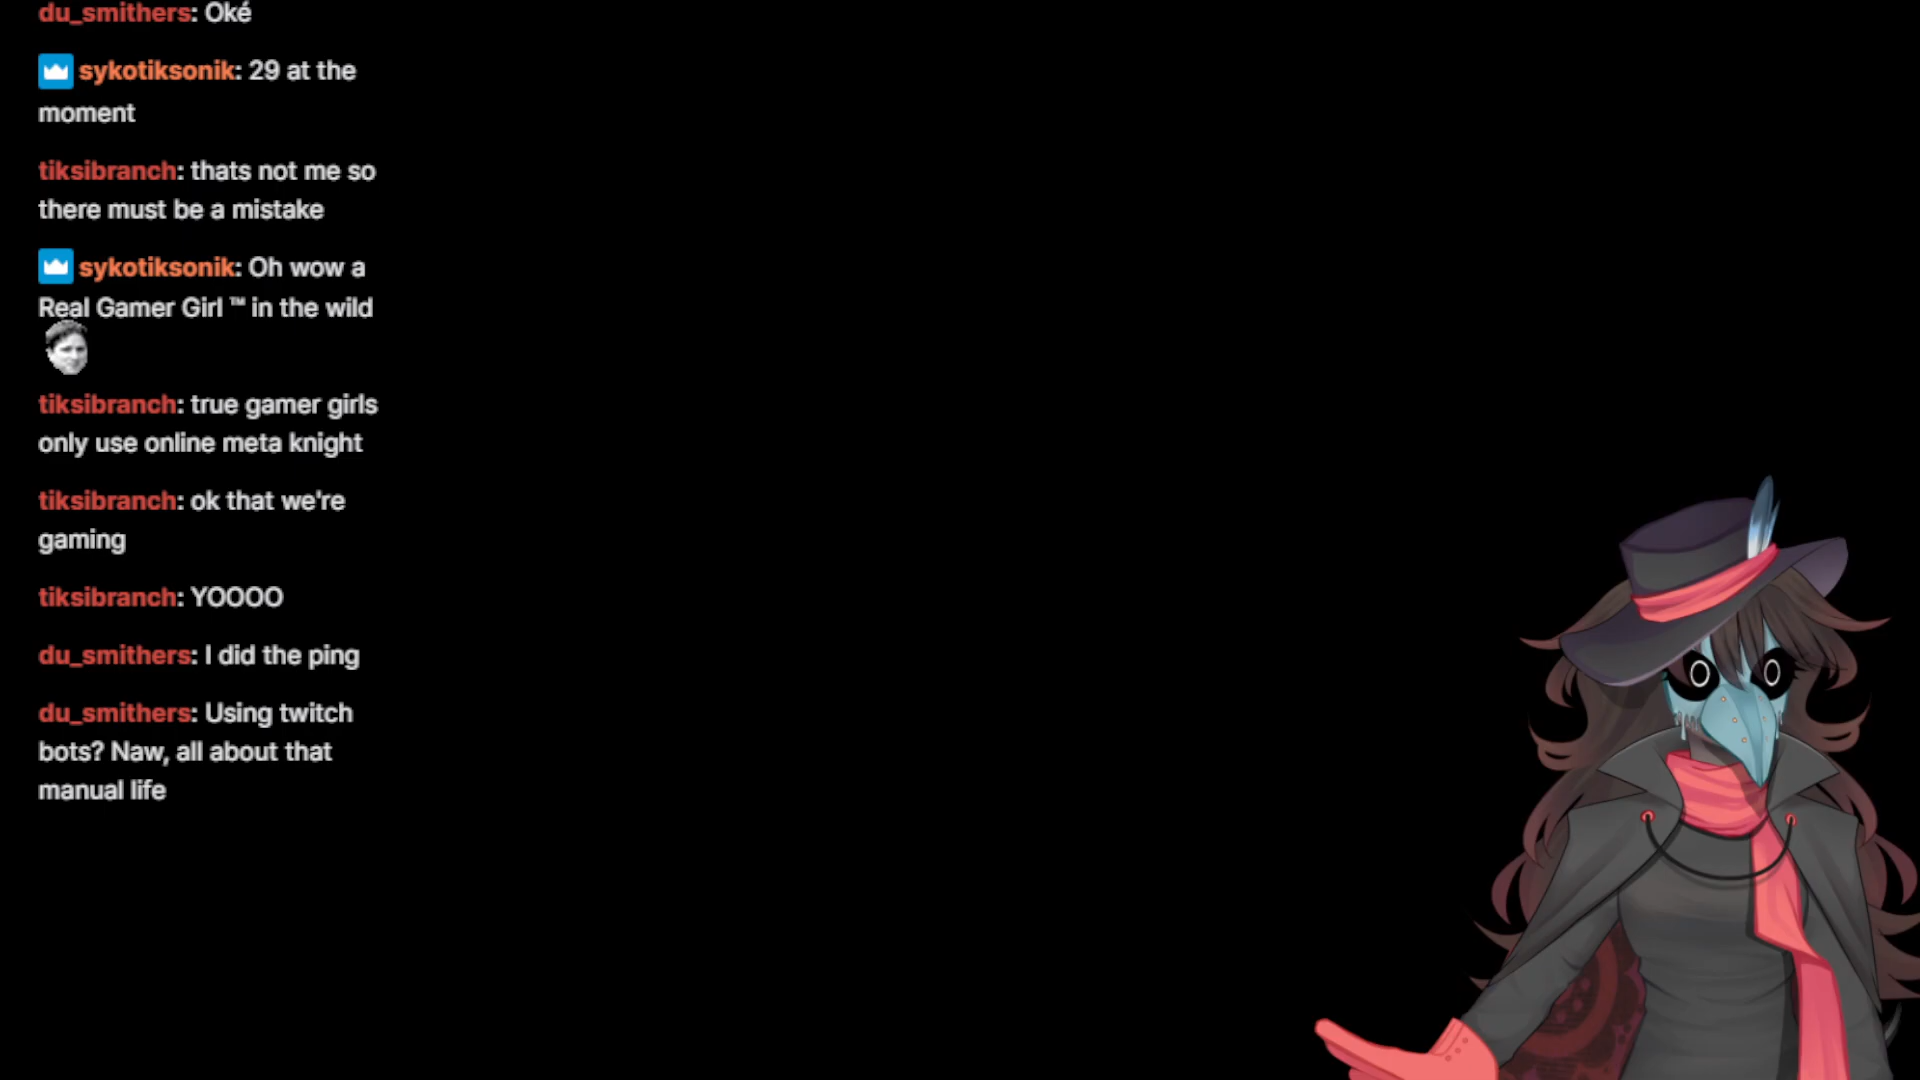 du_smithers: Oké
sykotiksonik: 29 at the
moment
tiksibranch: thats not me so
there must be a mistake
sykotiksonik: Oh wow a
Real Gamer Girl ™ in the wild
tiksibranch: true gamer girls
only use online meta knight
tiksibranch: ok that we're
gaming
tiksibranch: YOOOO
du_smithers: I did the ping
du_smithers: Using twitch
bots? Naw, all about that
manual life